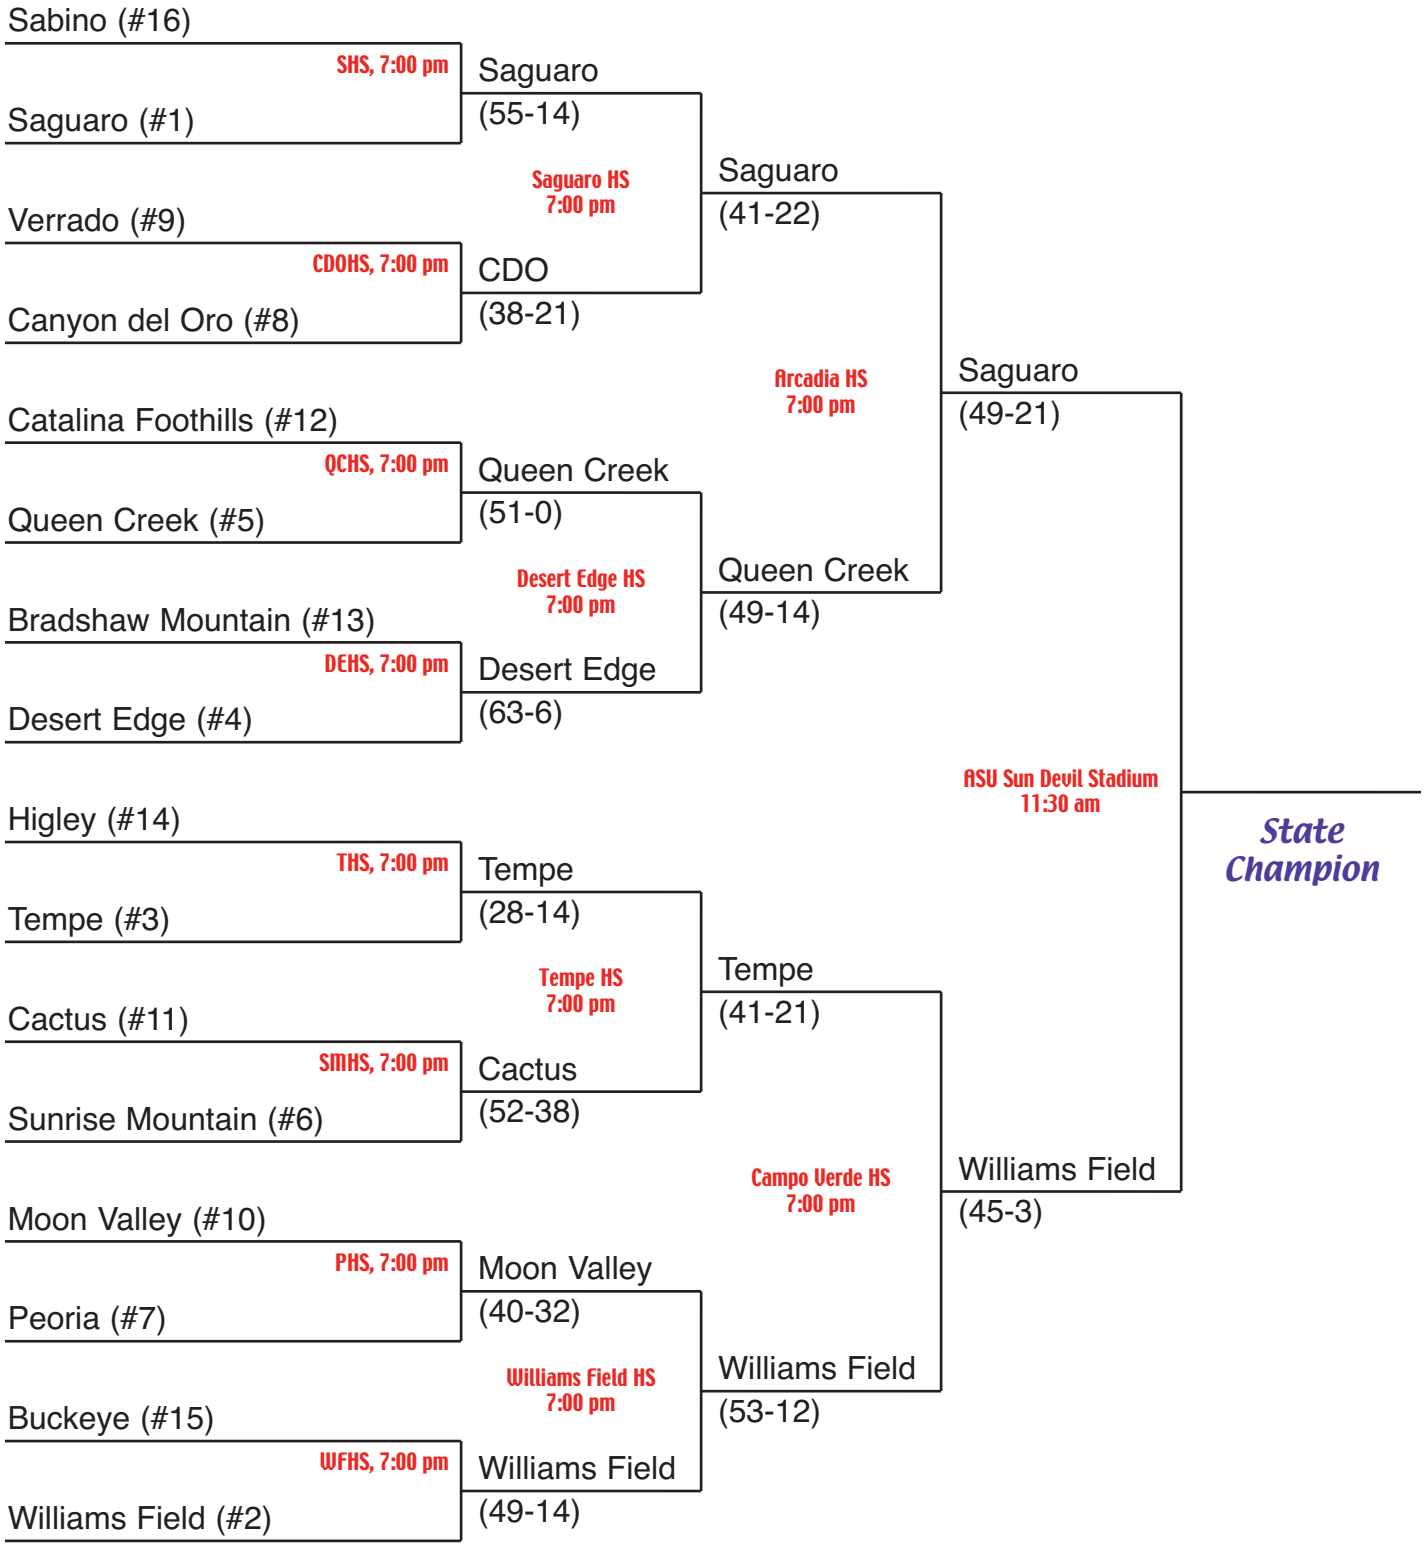 Sabino (#16)
SHS, 7:00 pm
Saguaro (#1)
Saguaro
(55-14)
Saguaro HS
7:00 pm
Verrado (#9)
CDOHS, 7:00 pm
Canyon del Oro (#8)
CDO
(38-21)
Saguaro
(41-22)
Arcadia HS
7:00 pm
Catalina Foothills (#12)
QCHS, 7:00 pm
Queen Creek (#5)
Queen Creek
(51-0)
Desert Edge HS
7:00 pm
Bradshaw Mountain (#13)
DEHS, 7:00 pm
Desert Edge (#4)
Desert Edge
(63-6)
Queen Creek
(49-14)
Saguaro
(49-21)
ASU Sun Devil Stadium
11:30 am
State
Champion
Higley (#14)
THS, 7:00 pm
Tempe (#3)
Tempe
(28-14)
Tempe HS
7:00 pm
Cactus (#11)
SMHS, 7:00 pm
Sunrise Mountain (#6)
Cactus
(52-38)
Tempe
(41-21)
Campo Verde HS
7:00 pm
Moon Valley (#10)
PHS, 7:00 pm
Peoria (#7)
Moon Valley
(40-32)
Williams Field HS
7:00 pm
Buckeye (#15)
WFHS, 7:00 pm
Williams Field (#2)
Williams Field
(49-14)
Williams Field
(53-12)
Williams Field
(45-3)